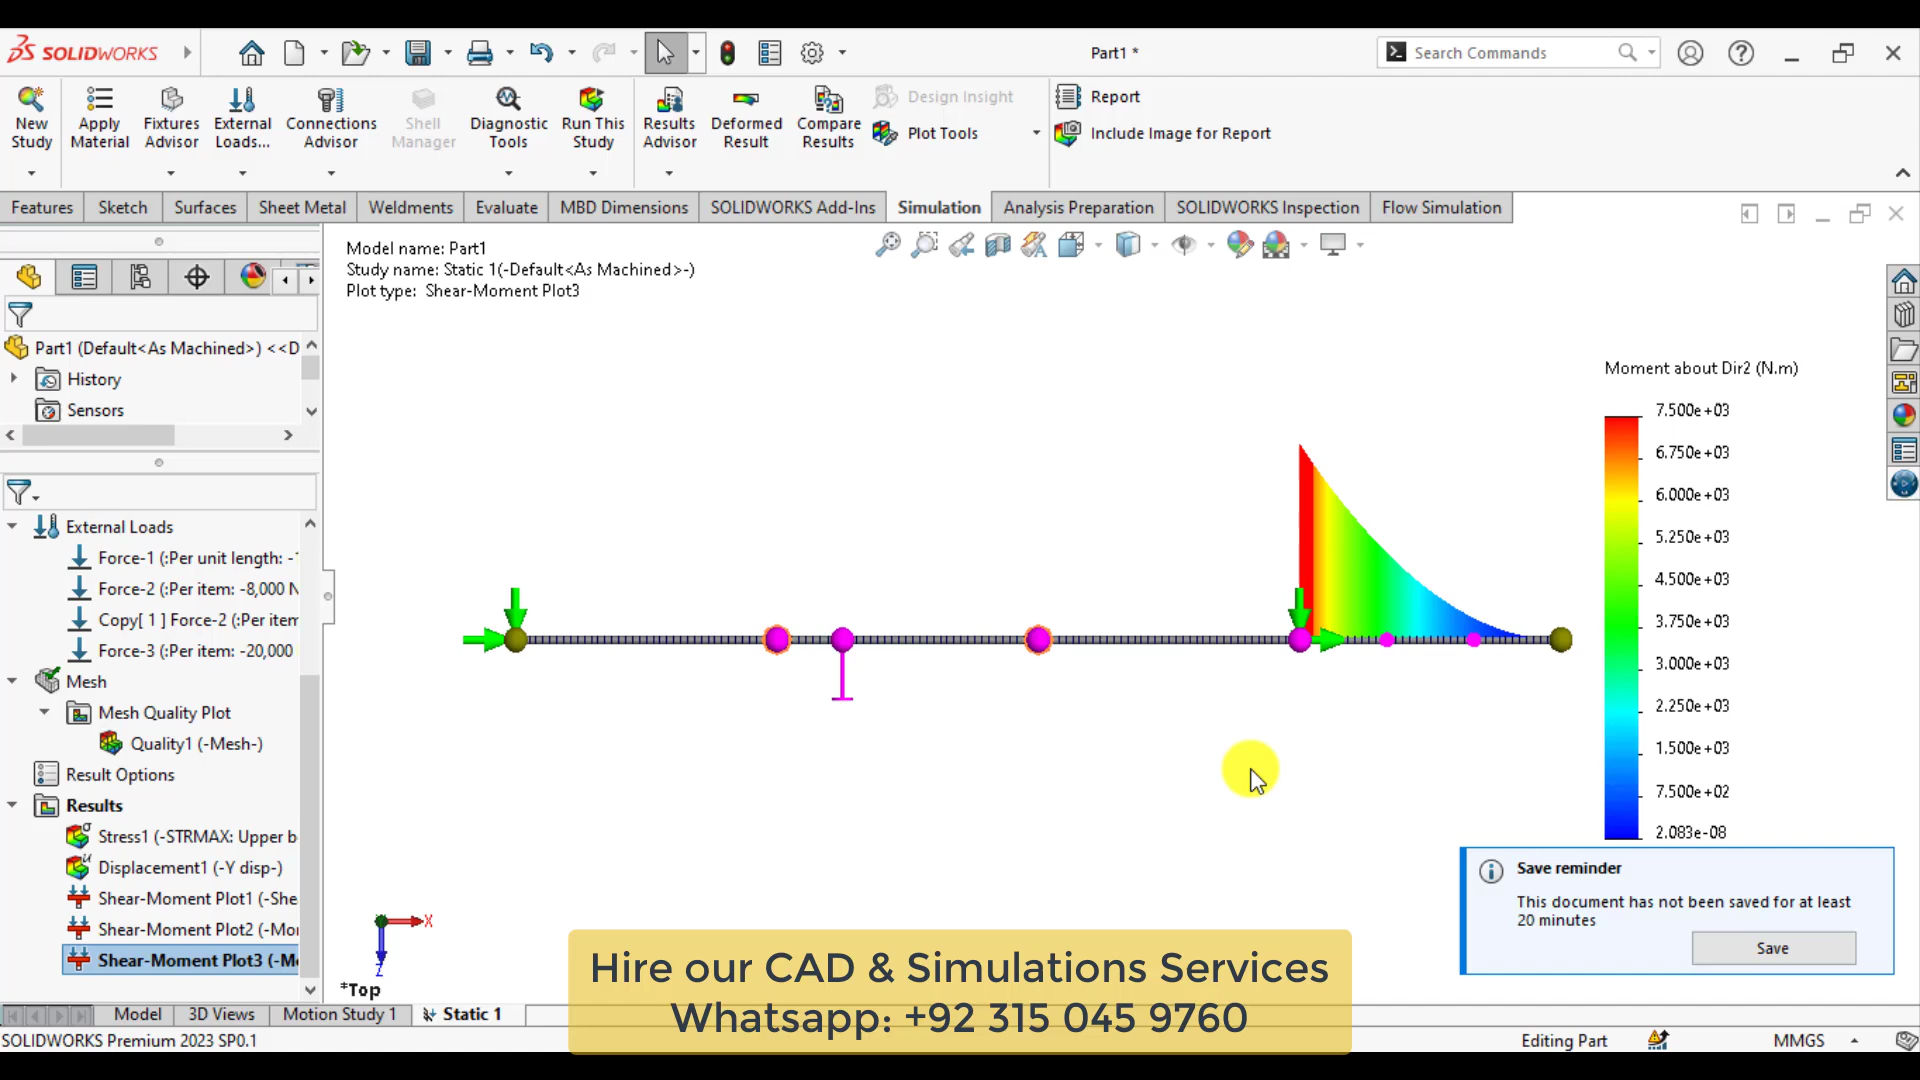 SOLIDWORKS
Part1 *
Search Commands
New Study
Apply Material
Fixtures Advisor
External Loads...
Connections Advisor
Shell Manager
Diagnostic Tools
Run This Study
Results Advisor
Deformed Result
Compare Results
Design Insight
Plot Tools
Report
Include Image for Report
Features
Sketch
Surfaces
Sheet Metal
Weldments
Evaluate
MBD Dimensions
SOLIDWORKS Add-Ins
Simulation
Analysis Preparation
SOLIDWORKS Inspection
Flow Simulation
Model name: Part1
Study name: Static 1(-Default<As Machined>-)
Plot type: Shear-Moment Plot3
Part1 (Default<As Machined>) <<D
History
Sensors
External Loads
Force-1 (:Per unit length: -
Force-2 (:Per item: -8,000 N
Copy[ 1 ] Force-2 (:Per item
Force-3 (:Per item: -20,000
Mesh
Mesh Quality Plot
Quality1 (-Mesh-)
Result Options
Results
Stress1 (-STRMAX: Upper b
Displacement1 (-Y disp-)
Shear-Moment Plot1 (-She
Shear-Moment Plot2 (-Mo
Shear-Moment Plot3 (-M
Moment about Dir2 (N.m)
7.500e+03
6.750e+03
6.000e+03
5.250e+03
4.500e+03
3.750e+03
3.000e+03
2.250e+03
1.500e+03
7.500e+02
2.083e-08
Save reminder
This document has not been saved for at least
20 minutes
Save
X
Z
*Top
Hire our CAD & Simulations Services
Whatsapp: +92 315 045 9760
Model
3D Views
Motion Study 1
Static 1
SOLIDWORKS Premium 2023 SP0.1
Editing Part
MMGS